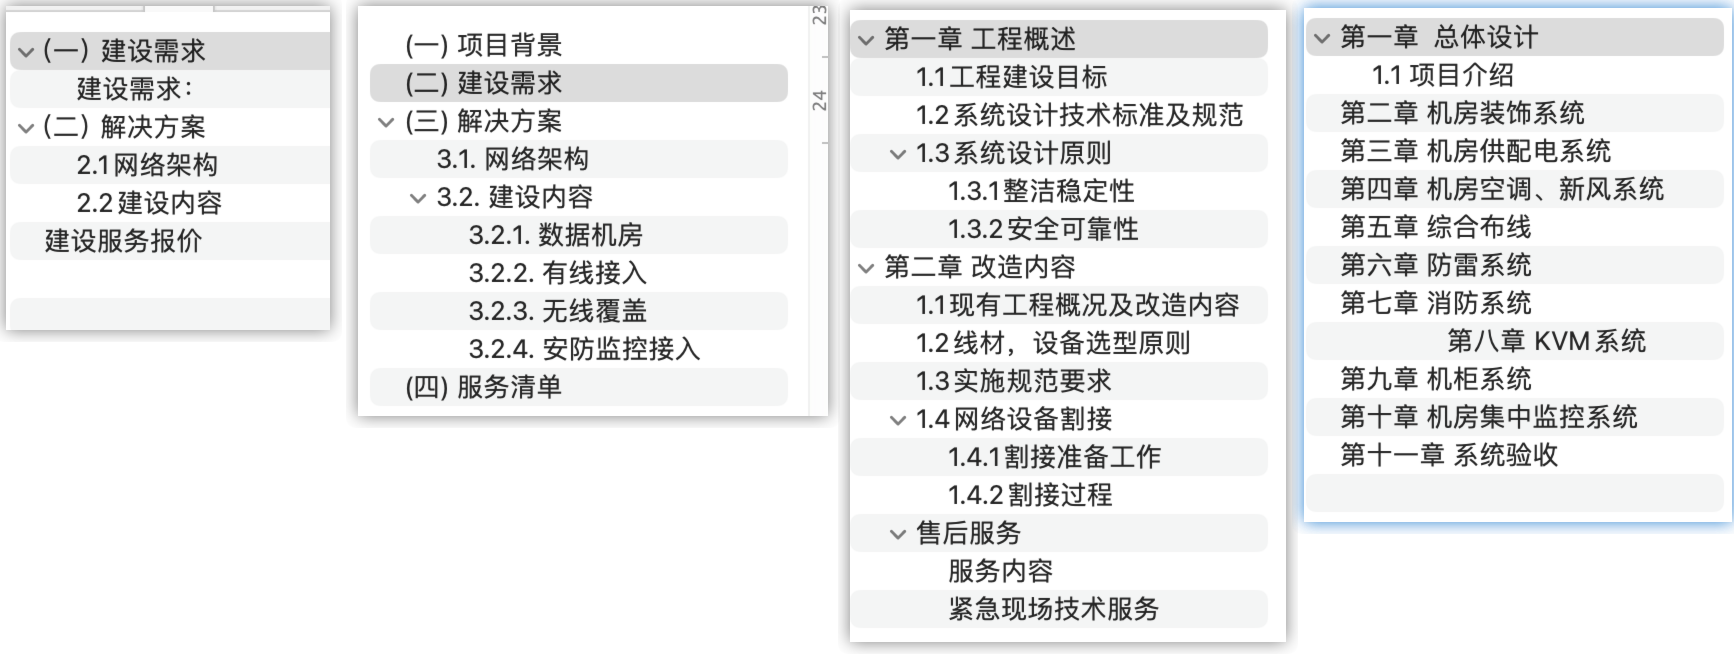 (一) 建设需求
建设需求：
(二) 解决方案
2.1网络架构
2.2建设内容
建设服务报价
(一) 项目背景
(二) 建设需求
(三) 解决方案
3.1. 网络架构
3.2. 建设内容
3.2.1. 数据机房
3.2.2. 有线接入
3.2.3. 无线覆盖
3.2.4. 安防监控接入
(四) 服务清单
23
24
第一章 工程概述
1.1工程建设目标
1.2系统设计技术标准及规范
1.3系统设计原则
1.3.1整洁稳定性
1.3.2安全可靠性
第二章 改造内容
1.1现有工程概况及改造内容
1.2线材，设备选型原则
1.3实施规范要求
1.4网络设备割接
1.4.1割接准备工作
1.4.2割接过程
售后服务
服务内容
紧急现场技术服务
第一章 总体设计
1.1 项目介绍
第二章 机房装饰系统
第三章 机房供配电系统
第四章 机房空调、新风系统
第五章 综合布线
第六章 防雷系统
第七章 消防系统
第八章 KVM系统
第九章 机柜系统
第十章 机房集中监控系统
第十一章 系统验收